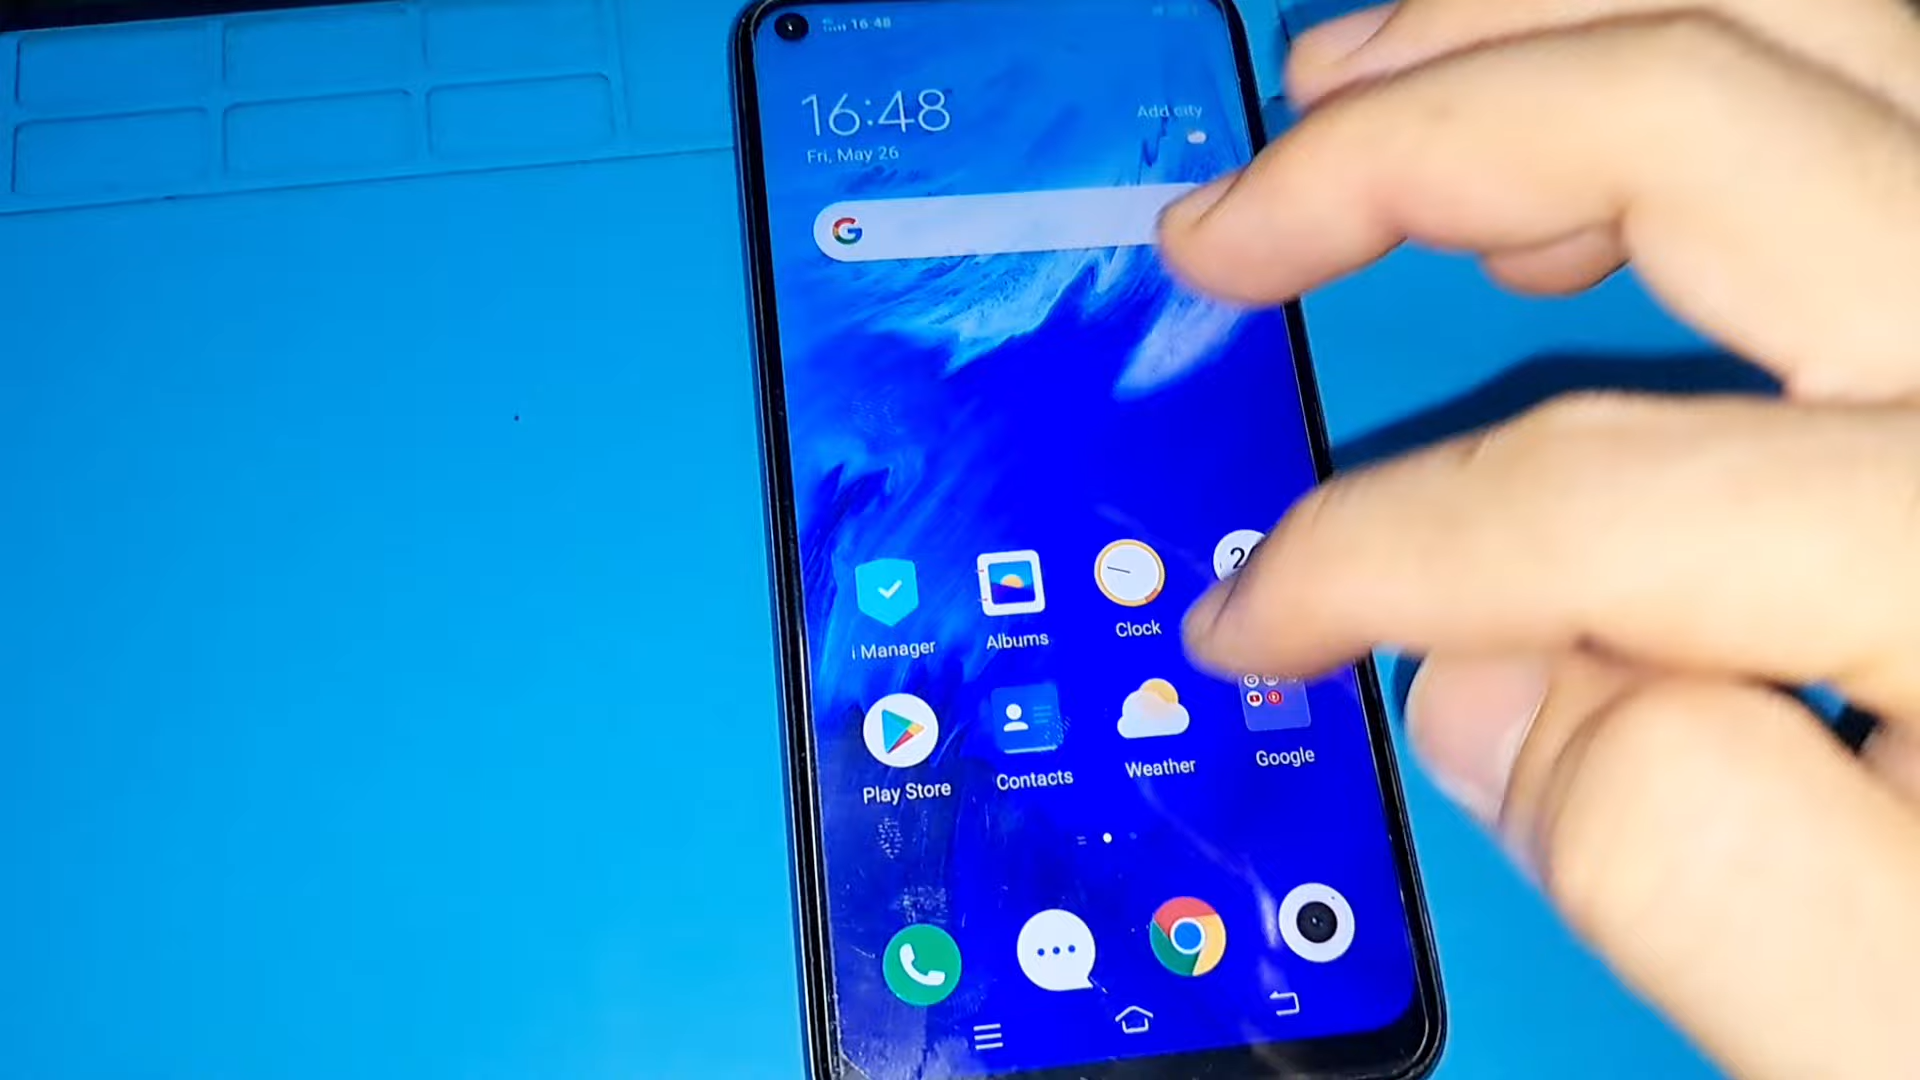 16:48
16:48
Add city
Fri, May 26
G
i Manager
Albums
Clock
Play Store
Contacts
Weather
Google